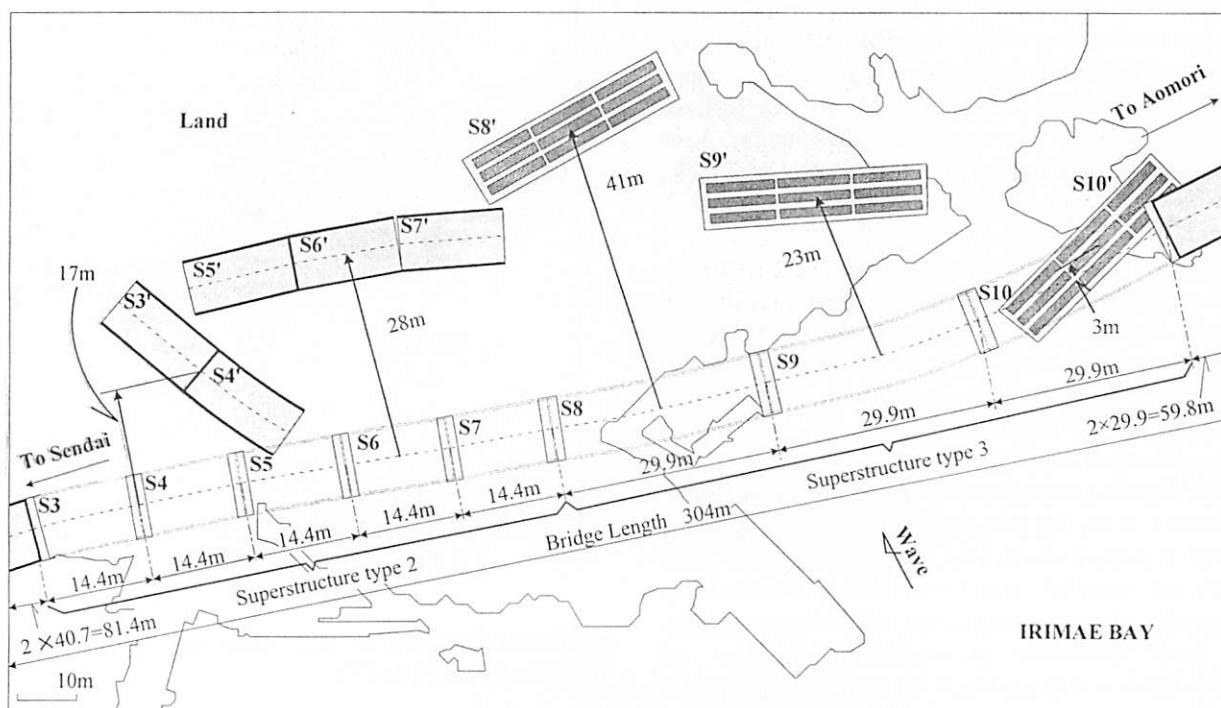 To Aomori
S8'
Land
41m
S9'
S10'
S7'
S6'
S5'
17m
S3'
28m
23m
S10
3m
S4'
S9
29.9m
S8
To Sendai
S7
S6
29.9m
2×29.9=59.8m
S5
S4
29.9m
Superstructure type 3
S3
14.4m
14.4m
14.4m
14.4m
14.4m
Bridge Length 304m
Superstructure type 2
Wave
2 ×40.7=81.4m
IRIMAE BAY
10m